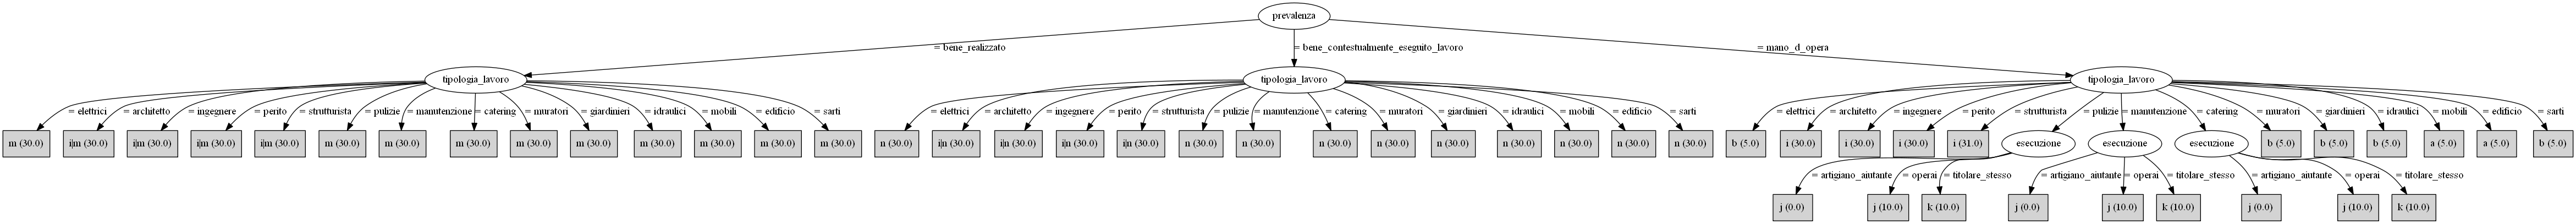 prevalenza
= bene_realizzato
= bene_contestualmente_eseguito_lavoro
= mano_d_opera
tipologia_lavoro
tipologia_lavoro
tipologia_lavoro
= elettrici
= architetto
= ingegnere
= perito
= strutturista
= pulizie
= manutenzione
= catering
= muratori
= giardinieri
= idraulici
= mobili
= edificio
= sarti
= elettrici
= architetto
= ingegnere
= perito
= strutturista
= pulizie
= manutenzione
= catering
= muratori
= giardinieri
= idraulici
= mobili
= edificio
= sarti
= elettrici
= architetto
= ingegnere
= perito
= strutturista
= pulizie
= manutenzione
= catering
= muratori
= giardinieri
= idraulici
= mobili
= edificio
= sarti
m (30.0)
i|m (30.0)
i|m (30.0)
i|m (30.0)
i|m (30.0)
m (30.0)
m (30.0)
m (30.0)
m (30.0)
m (30.0)
m (30.0)
m (30.0)
m (30.0)
m (30.0)
n (30.0)
i|n (30.0)
i|n (30.0)
i|n (30.0)
i|n (30.0)
n (30.0)
n (30.0)
n (30.0)
n (30.0)
n (30.0)
n (30.0)
n (30.0)
n (30.0)
n (30.0)
b (5.0)
i (30.0)
i (30.0)
i (30.0)
i (31.0)
esecuzione
esecuzione
esecuzione
b (5.0)
b (5.0)
b (5.0)
a (5.0)
a (5.0)
b (5.0)
= artigiano_aiutante
= operai
= titolare_stesso
= artigiano_aiutante
= operai
= titolare_stesso
= artigiano_aiutante
= operai
= titolare_stesso
j (0.0)
j (10.0)
k (10.0)
j (0.0)
j (10.0)
k (10.0)
j (0.0)
j (10.0)
k (10.0)